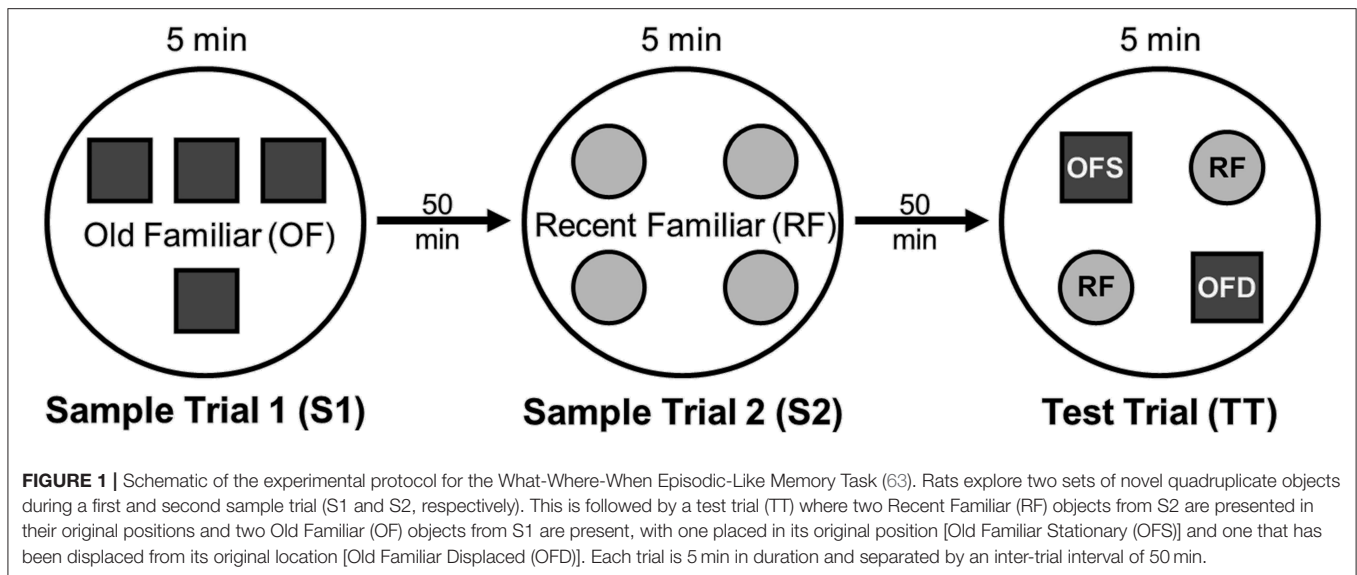 5 min 5 min 5 min
Old Familiar (OF)
50
min
Recent Familiar (RF)
50
min
OFS RF
RF OFD
Sample Trial 1 (S1) Sample Trial 2 (S2) Test Trial (TT)
FIGURE 1 | Schematic of the experimental protocol for the What-Where-When Episodic-Like Memory Task (63). Rats explore two sets of novel quadruplicate objects
during a first and second sample trial (S1 and S2, respectively). This is followed by a test trial (TT) where two Recent Familiar (RF) objects from S2 are presented in
their original positions and two Old Familiar (OF) objects from S1 are present, with one placed in its original position [Old Familiar Stationary (OFS)] and one that has
been displaced from its original location [Old Familiar Displaced (OFD)]. Each trial is 5 min in duration and separated by an inter-trial interval of 50 min.